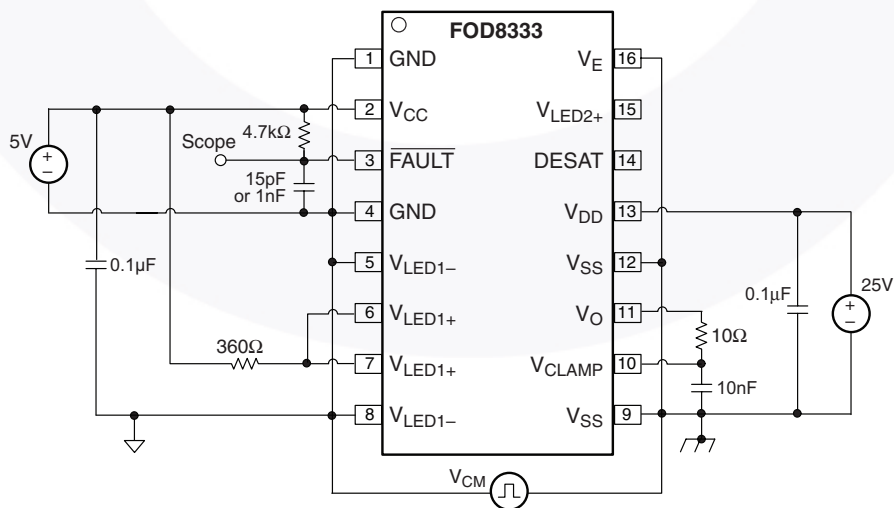 FOD8333
1 GND
VE 16
2 VCC
VLED2+ 15
4.7kΩ
5V
+
–
Scope
3 FAULT
DESAT 14
15pF
or 1nF
4 GND
VDD 13
0.1µF
5 VLED1–
VSS 12
0.1µF
25V
+
–
6 VLED1+
VO 11
10Ω
360Ω
7 VLED1+
VCLAMP 10
10nF
8 VLED1–
VSS 9
VCM